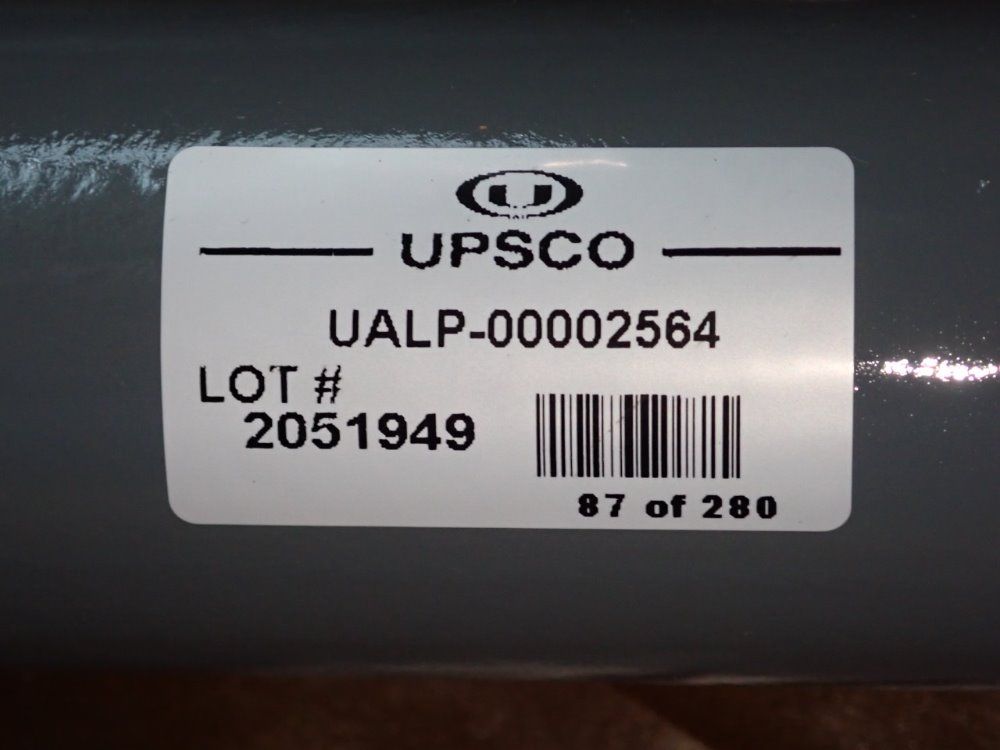 U
UPSCO
UALP-00002564
LOT #
2051949
87 of 280